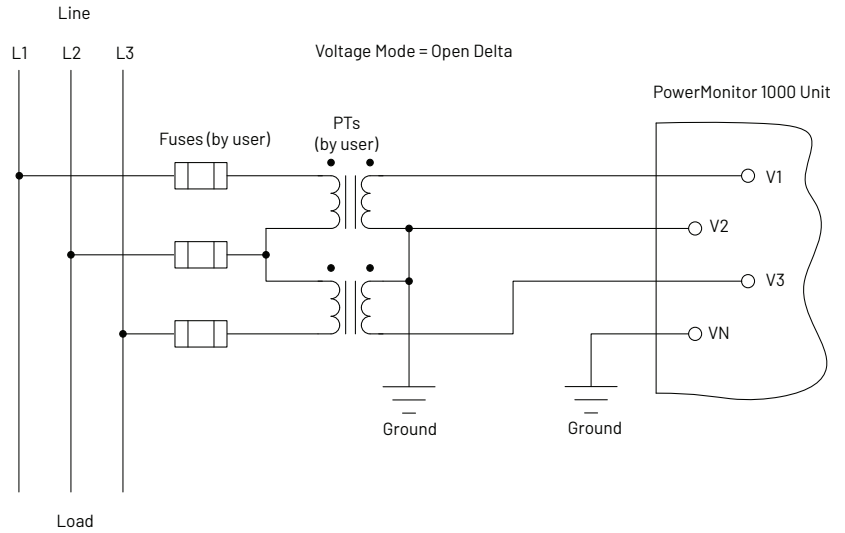 Line
L1
L2
L3
Voltage Mode = Open Delta
PowerMonitor 1000 Unit
Fuses (by user)
PTs
(by user)
V1
V2
V3
VN
Ground
Ground
Load